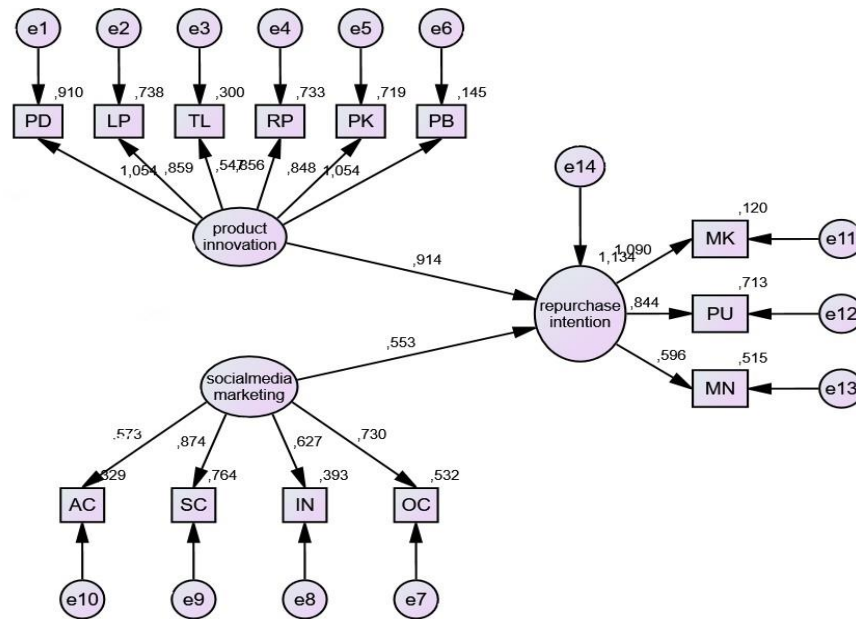 e1 e2 e3 e4 e5 e6
,910 ,738 ,300 ,733 ,719 ,145
PD LP TL RP PK PB
1,054 ,859 ,547 ,856 ,848 1,054
product
innovation
e14
,914
,120
MK
e11
1,090
1,134
,713
repurchase
intention
,844
PU
e12
,553
,596
,515
MN
e13
socialmedia
marketing
,573 ,874 ,627 ,730
,329 ,764 ,393 ,532
AC SC IN OC
e10 e9 e8 e7